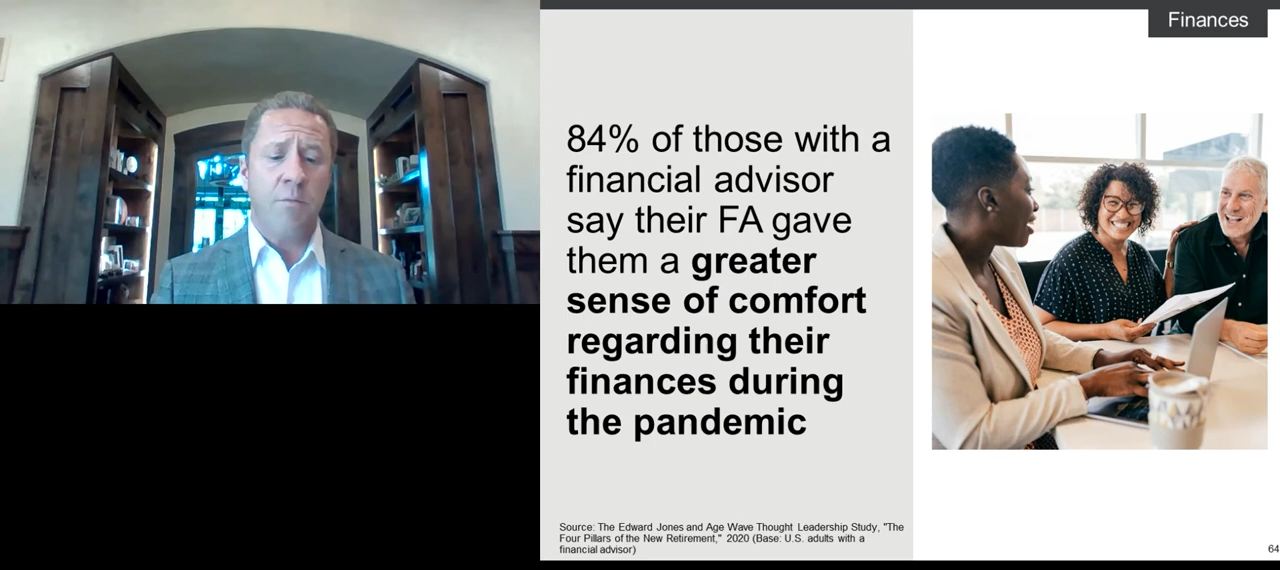 Finances
84% of those with a
financial advisor
say their FA gave
them a greater
sense of comfort
regarding their
finances during
the pandemic
Source: The Edward Jones and Age Wave Thought Leadership Study, "The
Four Pillars of the New Retirement," 2020 (Base: U.S. adults with a
financial advisor)
64